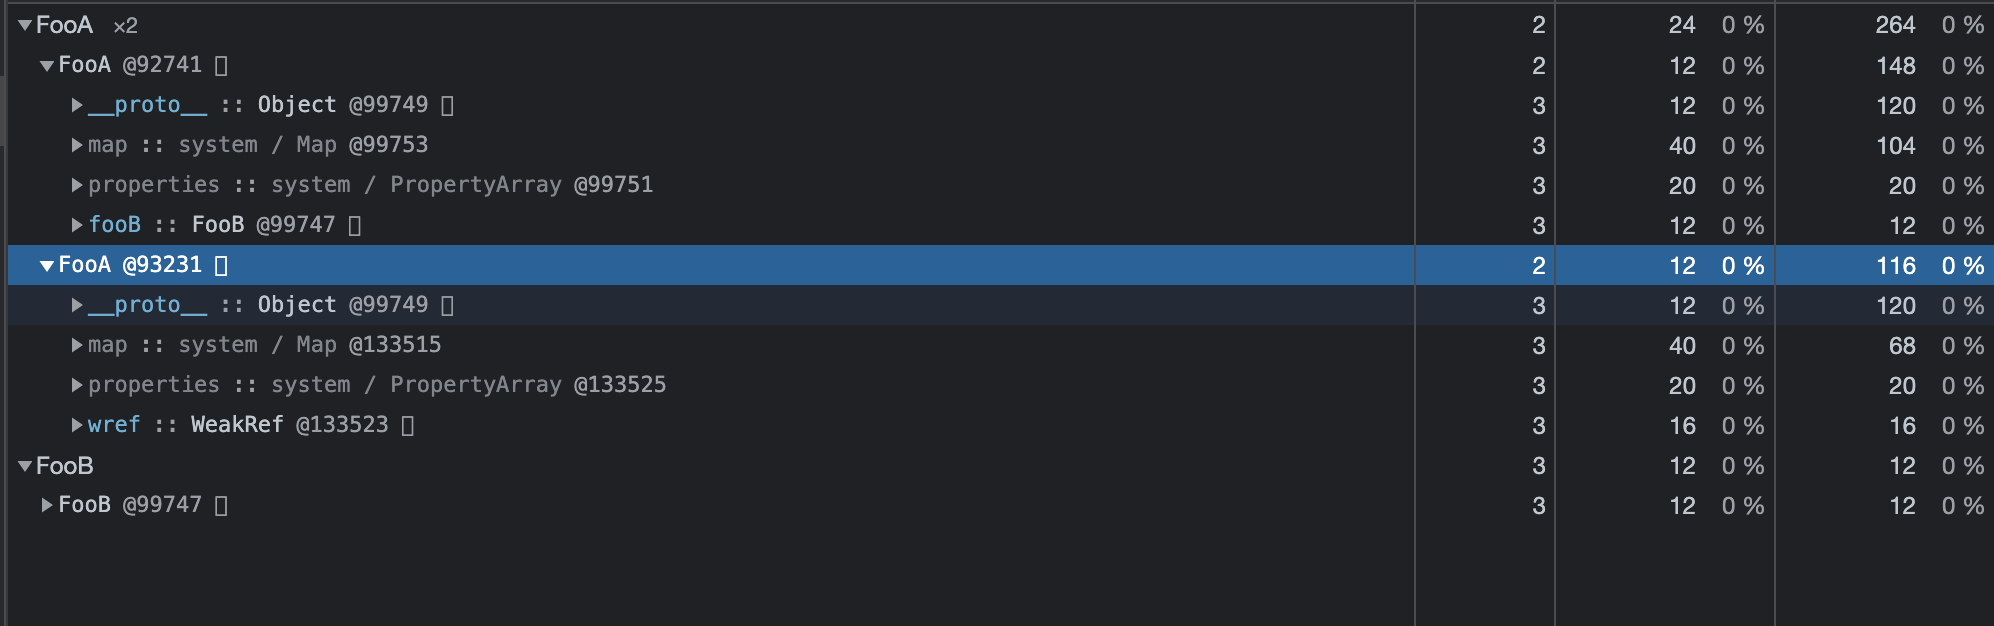 ▼FooA ×2 2 24 0 % 264 0 %
▼FooA @92741 ▯ 2 12 0 % 148 0 %
▶__proto__ :: Object @99749 ▯ 3 12 0 % 120 0 %
▶map :: system / Map @99753 3 40 0 % 104 0 %
▶properties :: system / PropertyArray @99751 3 20 0 % 20 0 %
▶fooB :: FooB @99747 ▯ 3 12 0 % 12 0 %
▼FooA @93231 ▯ 2 12 0 % 116 0 %
▶__proto__ :: Object @99749 ▯ 3 12 0 % 120 0 %
▶map :: system / Map @133515 3 40 0 % 68 0 %
▶properties :: system / PropertyArray @133525 3 20 0 % 20 0 %
▶wref :: WeakRef @133523 ▯ 3 16 0 % 16 0 %
▼FooB 3 12 0 % 12 0 %
▶FooB @99747 ▯ 3 12 0 % 12 0 %